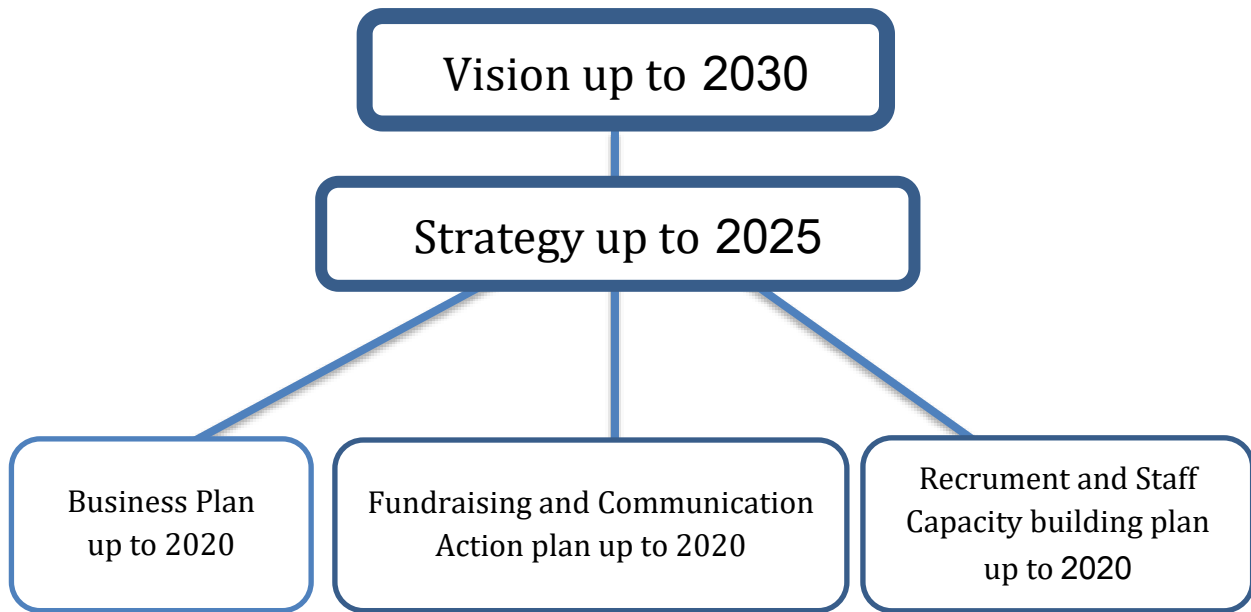 Vision up to 2030
Strategy up to 2025
Business Plan
up to 2020
Fundraising and Communication
Action plan up to 2020
Recrument and Staff
Capacity building plan
up to 2020